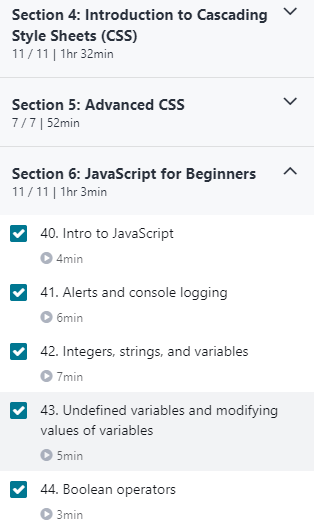 Section 4: Introduction to Cascading
Style Sheets (CSS)
11 / 11 | 1hr 32min
Section 5: Advanced CSS
7 / 7 | 52min
Section 6: JavaScript for Beginners
11 / 11 | 1hr 3min
40. Intro to JavaScript
4min
41. Alerts and console logging
6min
42. Integers, strings, and variables
7min
43. Undefined variables and modifying
values of variables
5min
44. Boolean operators
3min